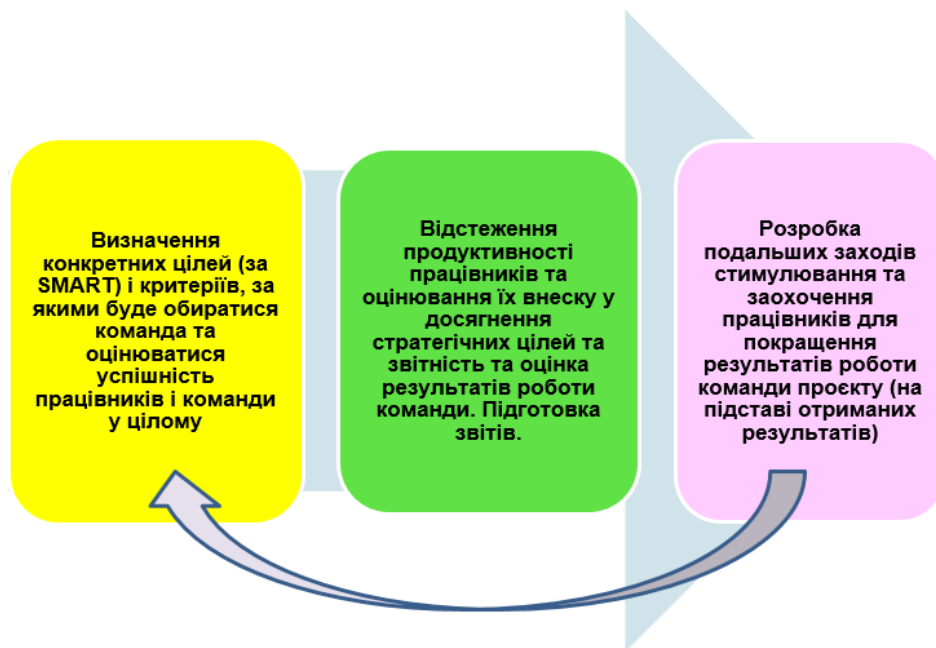 Визначення
конкретних цілей (за
SMART) і критеріїв, за
якими буде обиратися
команда та
оцінюватися
успішність
працівників і команди
у цілому
Відстеження
продуктивності
працівників та
оцінювання їх внеску у
досягнення
стратегічних цілей та
звітність та оцінка
результатів роботи
команди. Підготовка
звітів.
Розробка
подальших заходів
стимулювання та
заохочення
працівників для
покращення
результатів роботи
команди проєкту (на
підставі отриманих
результатів)